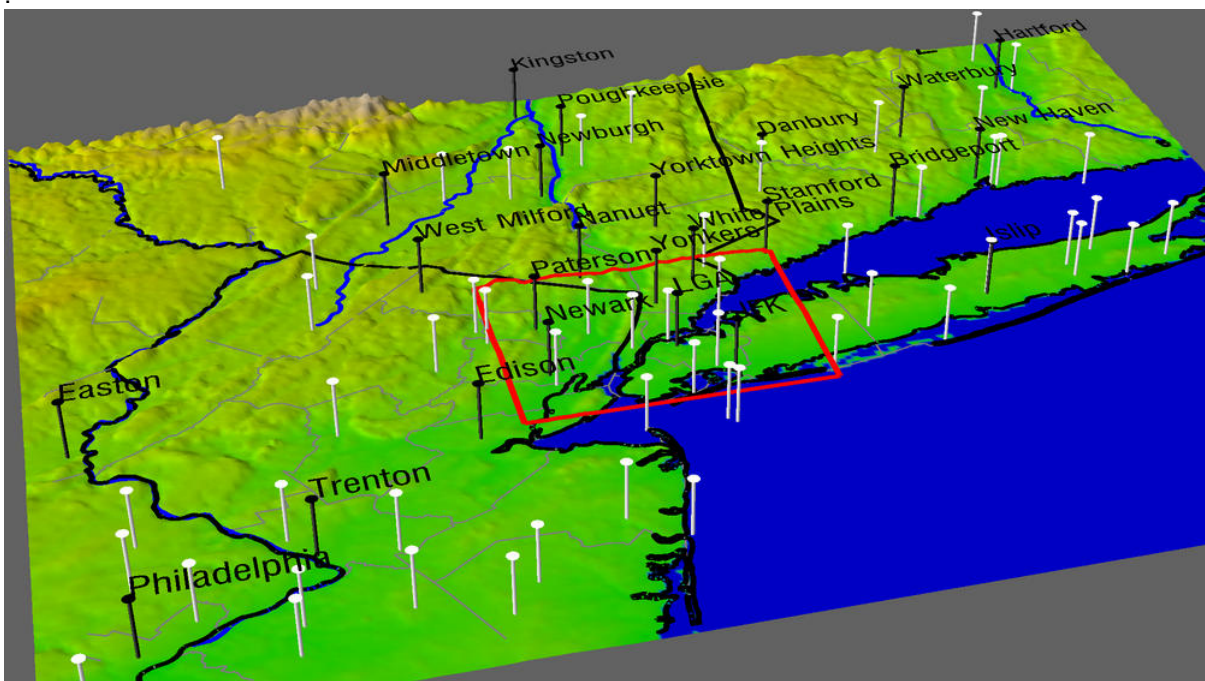 Hartford
Kingston
Waterbury
Poughkeepsie
New Haven
Danbury
Newburgh
Bridgeport
Middletown
Yorktown Heights
Stamford
West Milford
Nanuet
White Plains
Islip
Yonkers
Paterson
LGA
JFK
Newark
Edison
Easton
Trenton
Philadelphia